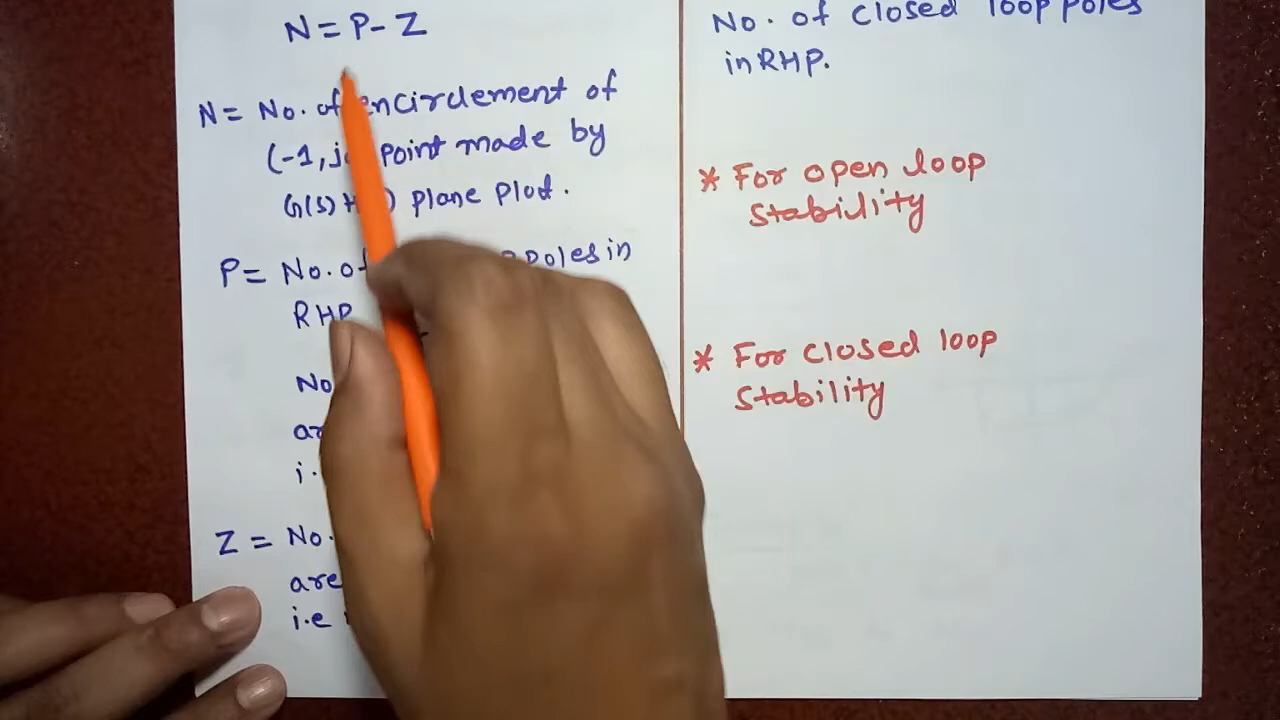 N = P - Z
N = No. of encirclement of
(-1, j point made by
G(s) H ) plane plot.
P = No. of poles in
RHP
No
ar
i.
Z = No.
are
i.e
No. of closed loop poles
in RHP.
* For open loop
Stability
* For closed loop
Stability